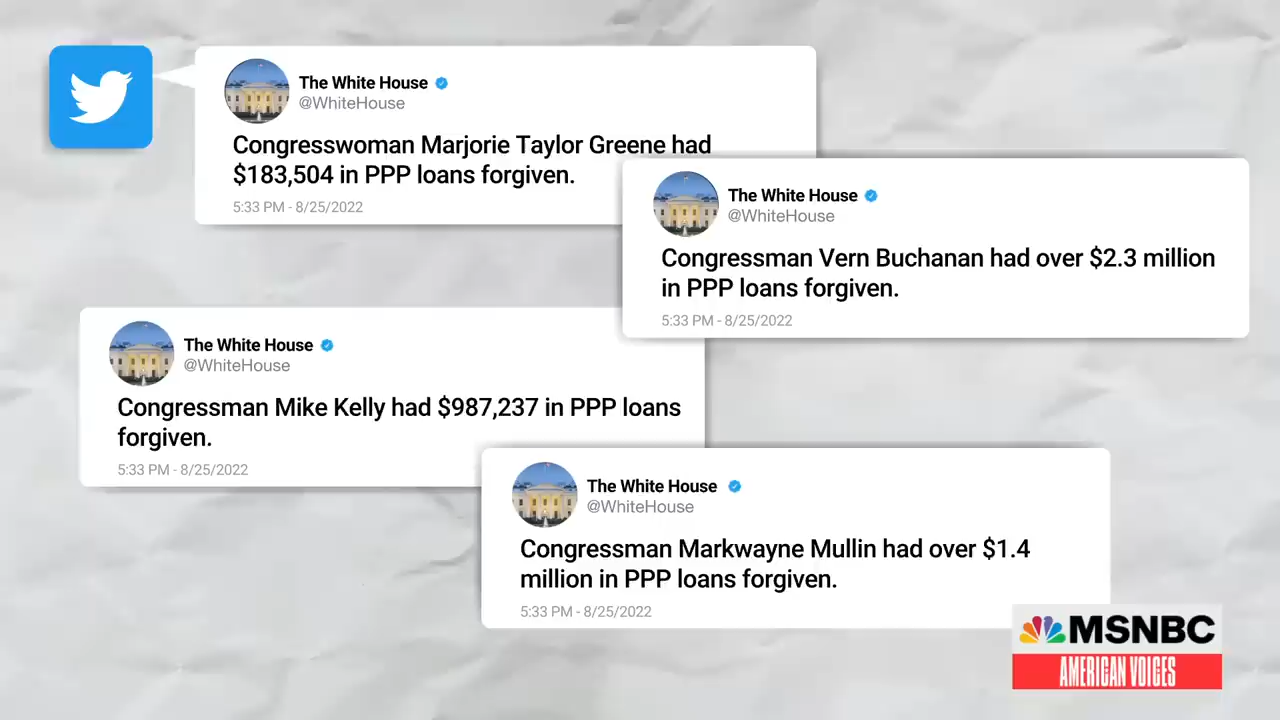 The White House
@WhiteHouse
Congresswoman Marjorie Taylor Greene had
$183,504 in PPP loans forgiven.
5:33 PM - 8/25/2022
The White House
@WhiteHouse
Congressman Vern Buchanan had over $2.3 million
in PPP loans forgiven.
5:33 PM - 8/25/2022
The White House
@WhiteHouse
Congressman Mike Kelly had $987,237 in PPP loans
forgiven.
5:33 PM - 8/25/2022
The White House
@WhiteHouse
Congressman Markwayne Mullin had over $1.4
million in PPP loans forgiven.
5:33 PM - 8/25/2022
MSNBC
AMERICAN VOICES